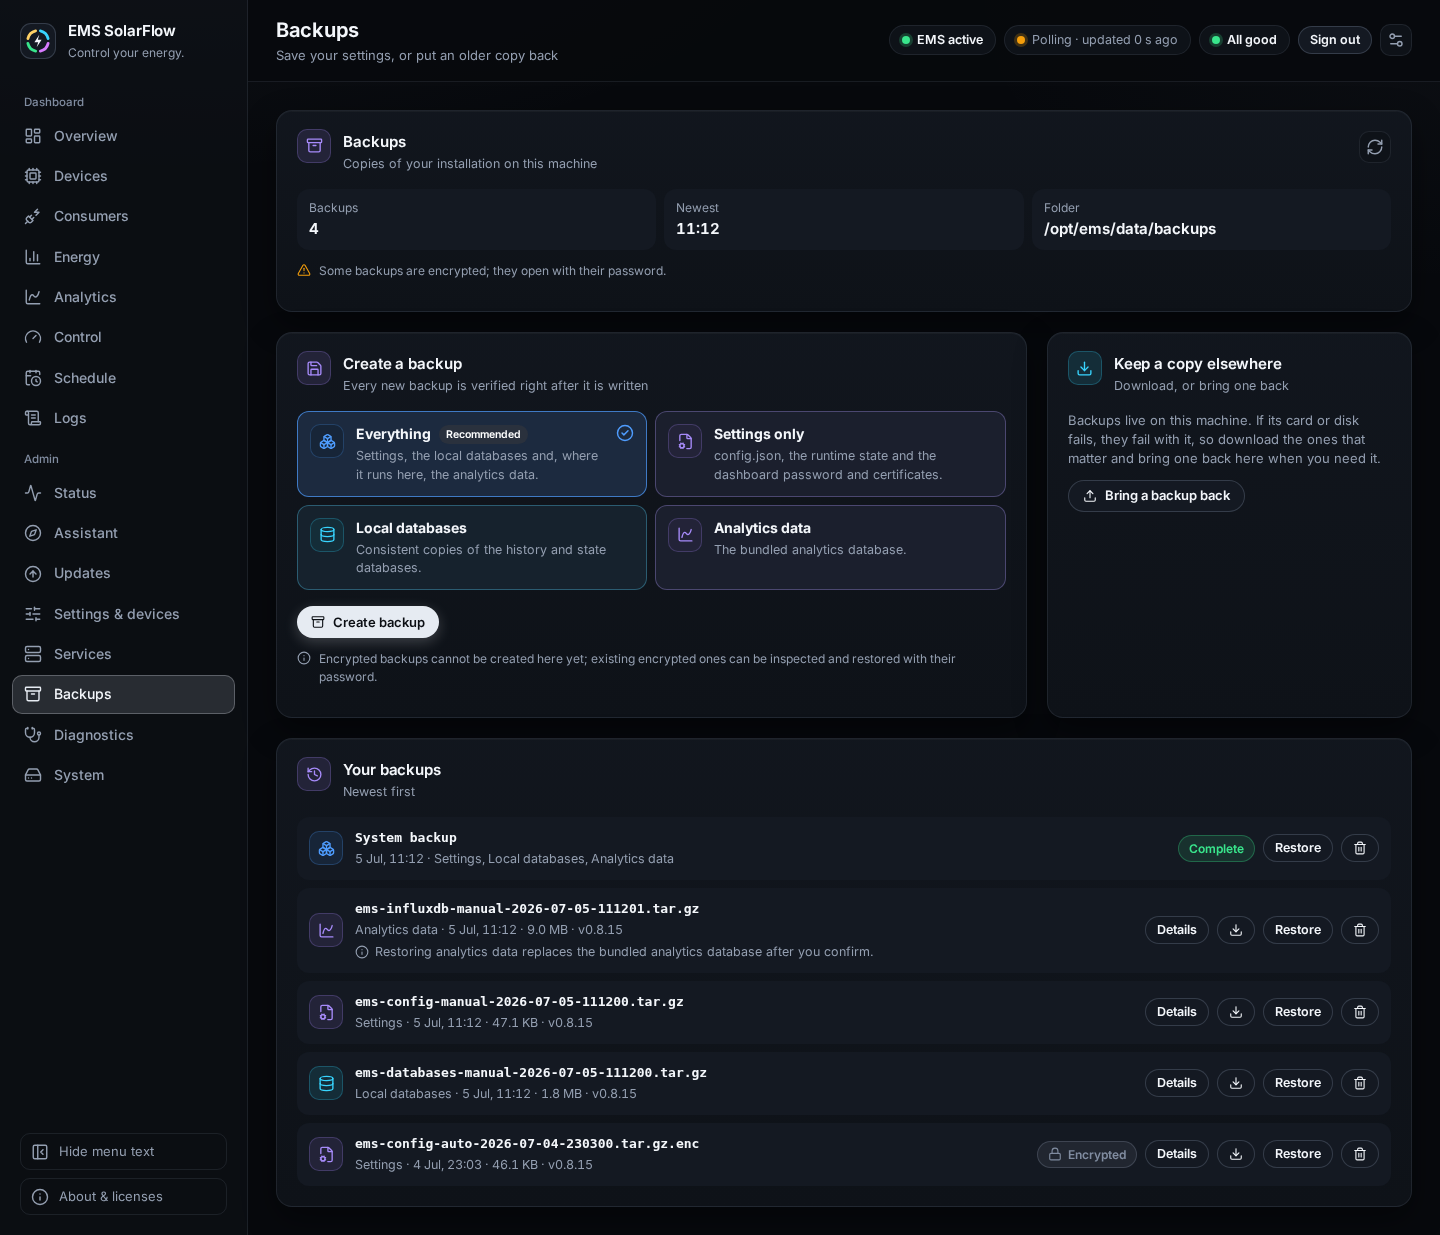 EMS SolarFlow
Control your energy.
Dashboard
Overview
Devices
Consumers
Energy
Analytics
Control
Schedule
Logs
Admin
Status
Assistant
Updates
Settings & devices
Services
Backups
Diagnostics
System
Hide menu text
About & licenses
Backups
Save your settings, or put an older copy back
EMS active
Polling · updated 0 s ago
All good
Sign out
Backups
Copies of your installation on this machine
Backups
4
Newest
11:12
Folder
/opt/ems/data/backups
Some backups are encrypted; they open with their password.
Create a backup
Every new backup is verified right after it is written
Everything Recommended
Settings, the local databases and, where
it runs here, the analytics data.
Settings only
config.json, the runtime state and the
dashboard password and certificates.
Local databases
Consistent copies of the history and state
databases.
Analytics data
The bundled analytics database.
Create backup
Encrypted backups cannot be created here yet; existing encrypted ones can be inspected and restored with their
password.
Keep a copy elsewhere
Download, or bring one back
Backups live on this machine. If its card or disk
fails, they fail with it, so download the ones that
matter and bring one back here when you need it.
Bring a backup back
Your backups
Newest first
System backup
5 Jul, 11:12 · Settings, Local databases, Analytics data
Complete Restore
ems-influxdb-manual-2026-07-05-111201.tar.gz
Analytics data · 5 Jul, 11:12 · 9.0 MB · v0.8.15
Restoring analytics data replaces the bundled analytics database after you confirm.
Details Restore
ems-config-manual-2026-07-05-111200.tar.gz
Settings · 5 Jul, 11:12 · 47.1 KB · v0.8.15
Details Restore
ems-databases-manual-2026-07-05-111200.tar.gz
Local databases · 5 Jul, 11:12 · 1.8 MB · v0.8.15
Details Restore
ems-config-auto-2026-07-04-230300.tar.gz.enc
Settings · 4 Jul, 23:03 · 46.1 KB · v0.8.15
Encrypted Details Restore